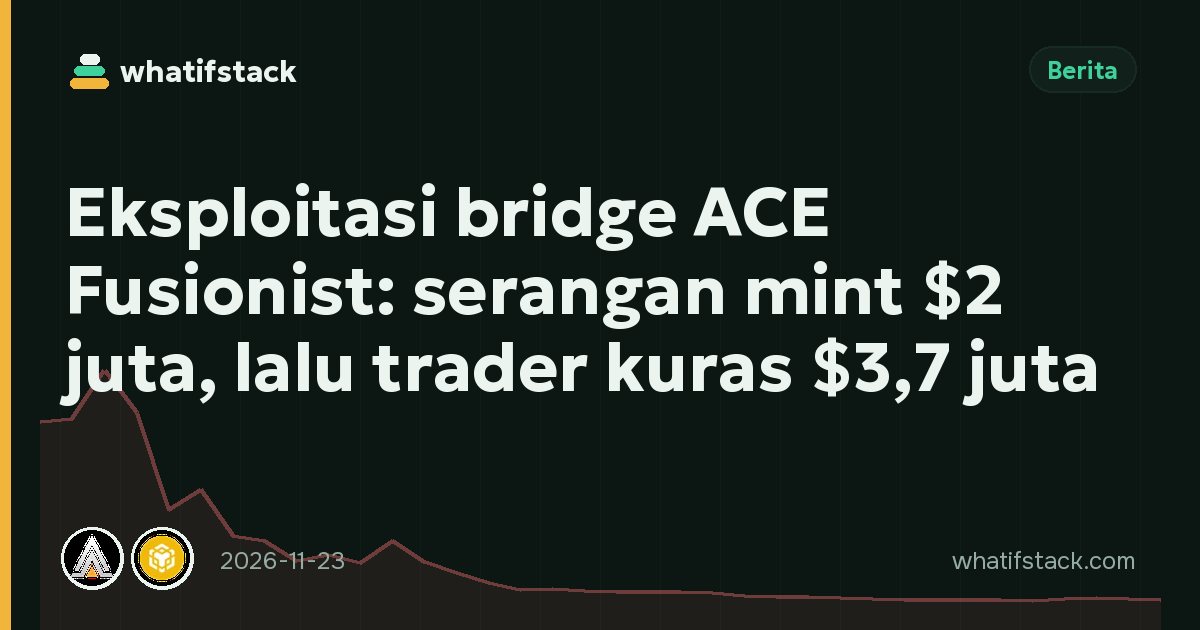 whatifstack
Berita
Eksploitasi bridge ACE
Fusionist: serangan mint $2
juta, lalu trader kuras $3,7 juta
2026-11-23
whatifstack.com